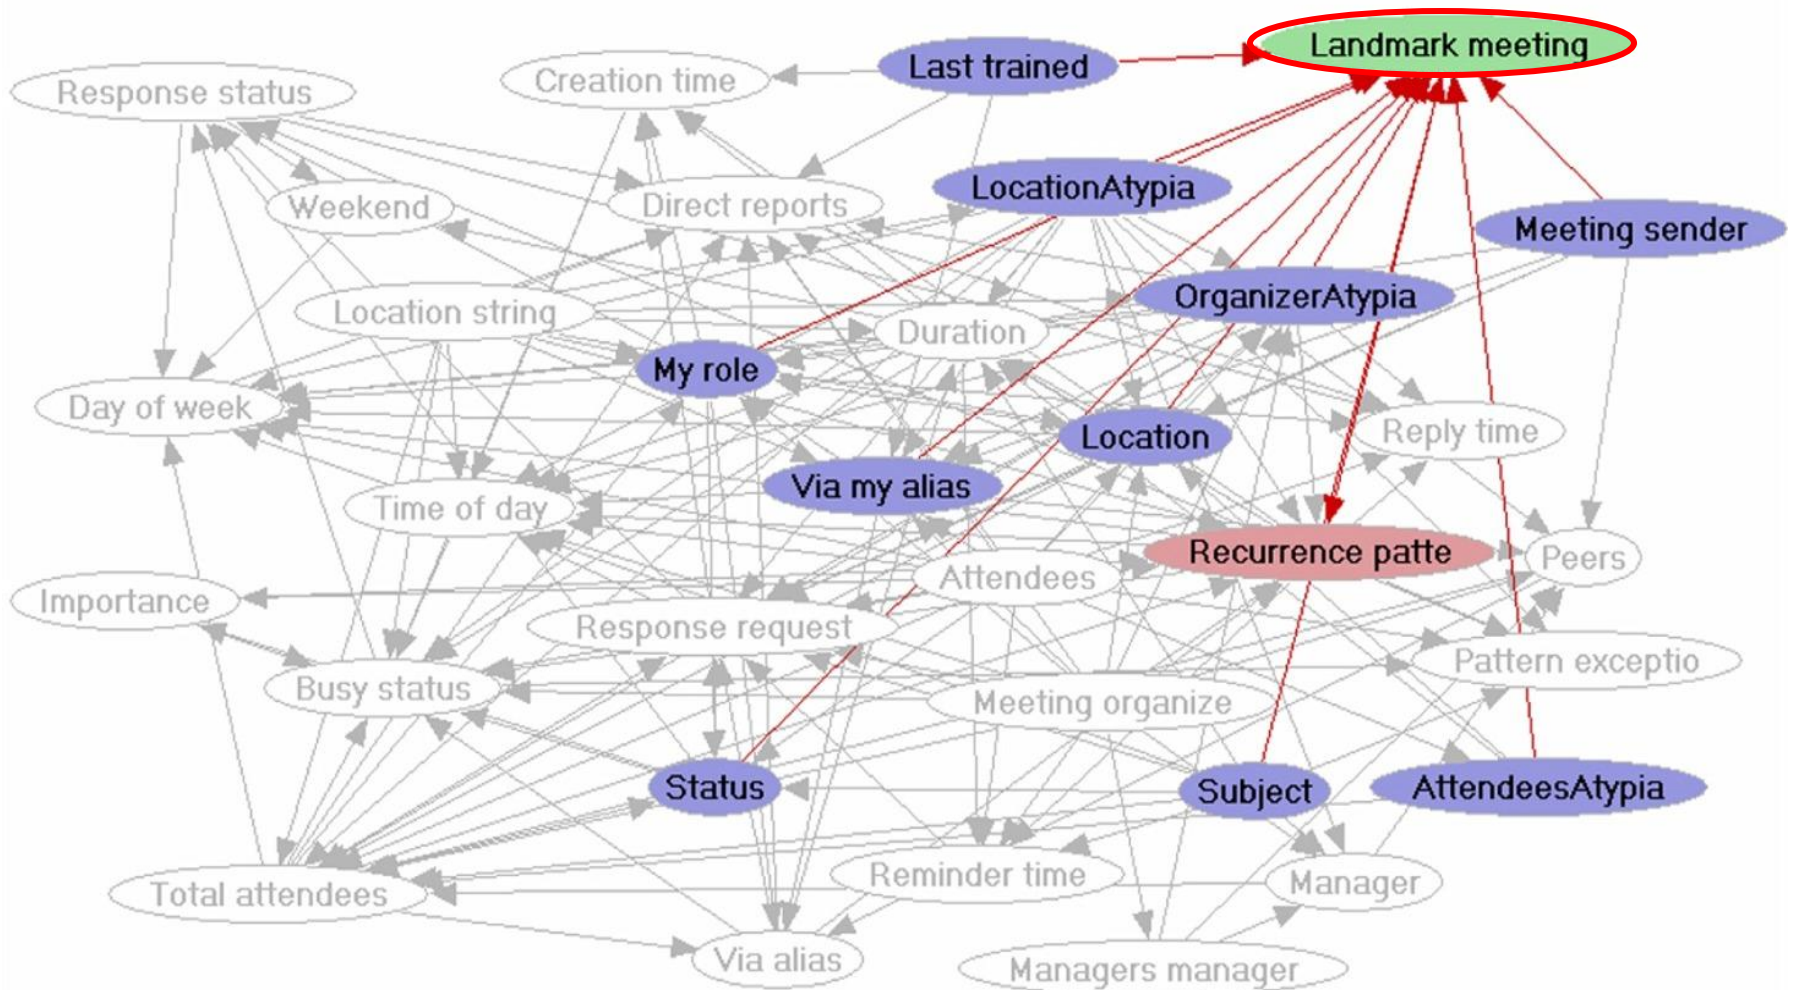 Landmark meeting
Last trained
Creation time
Response status
LocationAtypia
Direct reports
Weekend
Meeting sender
OrganizerAtypia
Location string
Duration
My role
Day of week
Location
Reply time
Via my alias
Time of day
Recurrence patte
Peers
Attendees
Importance
Response request
Pattern exceptio
Busy status
Meeting organize
Status
Subject
AttendeesAtypia
Reminder time
Manager
Total attendees
Via alias
Managers manager